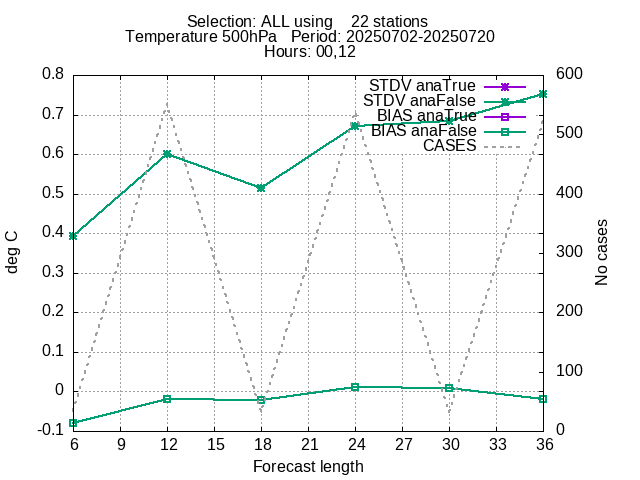 Selection: ALL using 22 stations
Temperature 500hPa Period: 20250702-20250720
Hours: 00,12
0.8
0.7
0.6
0.5
0.4
0.3
0.2
0.1
0
-0.1
600
500
400
300
200
100
0
STDV anaTrue
STDV anaFalse
BIAS anaTrue
BIAS anaFalse
CASES
deg C
No cases
6 9 12 15 18 21 24 27 30 33 36
Forecast length